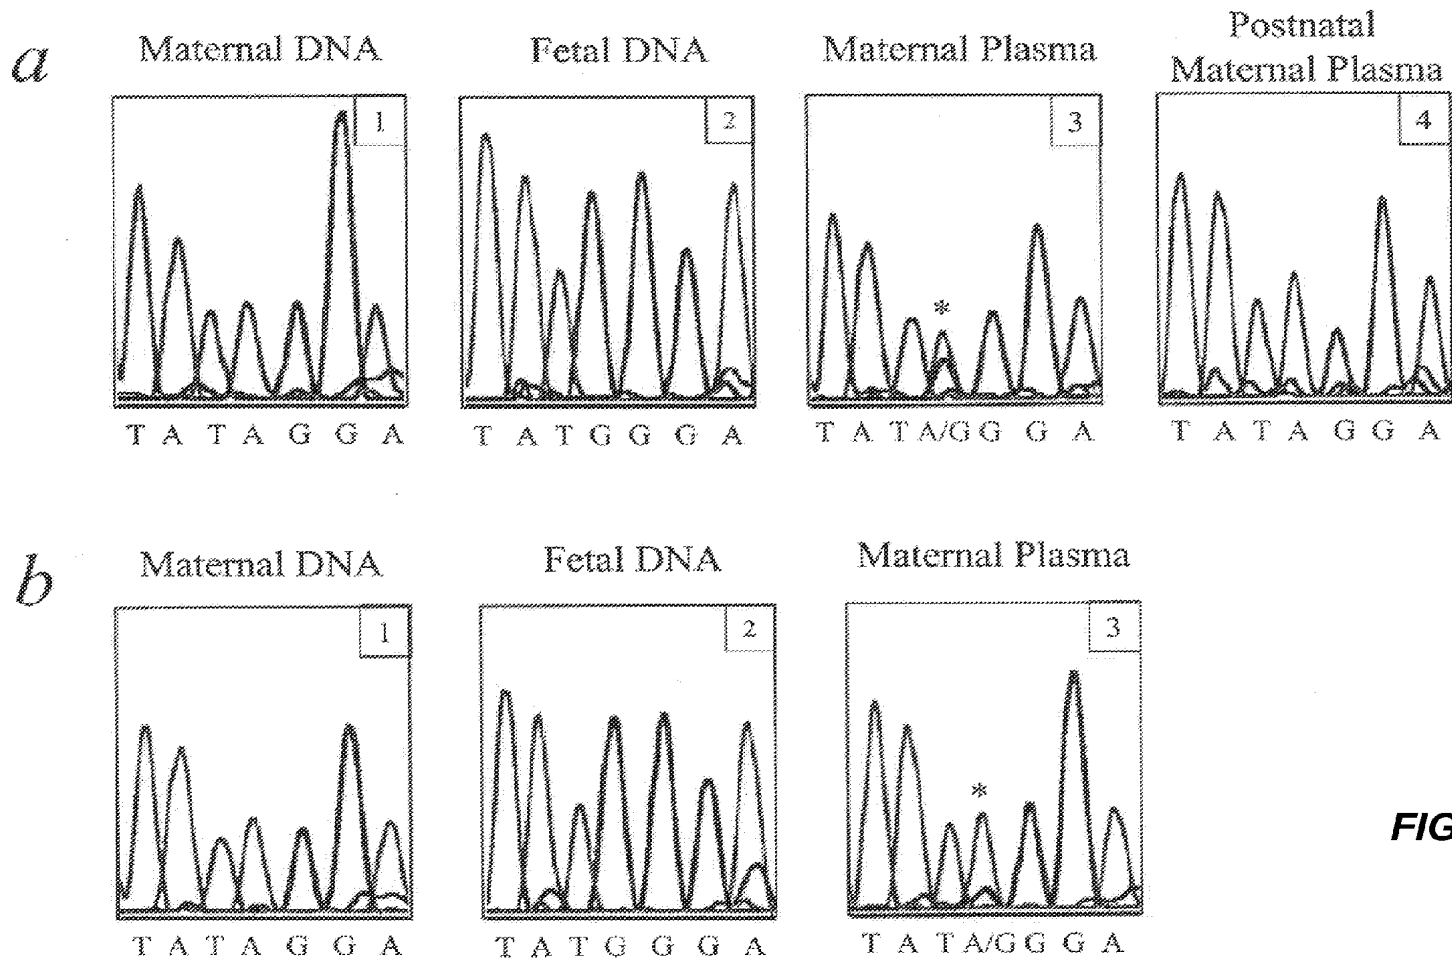 a
Maternal DNA
Fetal DNA
Maternal Plasma
Postnatal
Maternal Plasma
1
2
3
4
*
T A T A G G A
T A T G G G A
T A T A/G G G A
T A T A G G A
b
Maternal DNA
Fetal DNA
Maternal Plasma
1
2
3
*
T A T A G G A
T A T G G G A
T A T A/G G G A
FIG